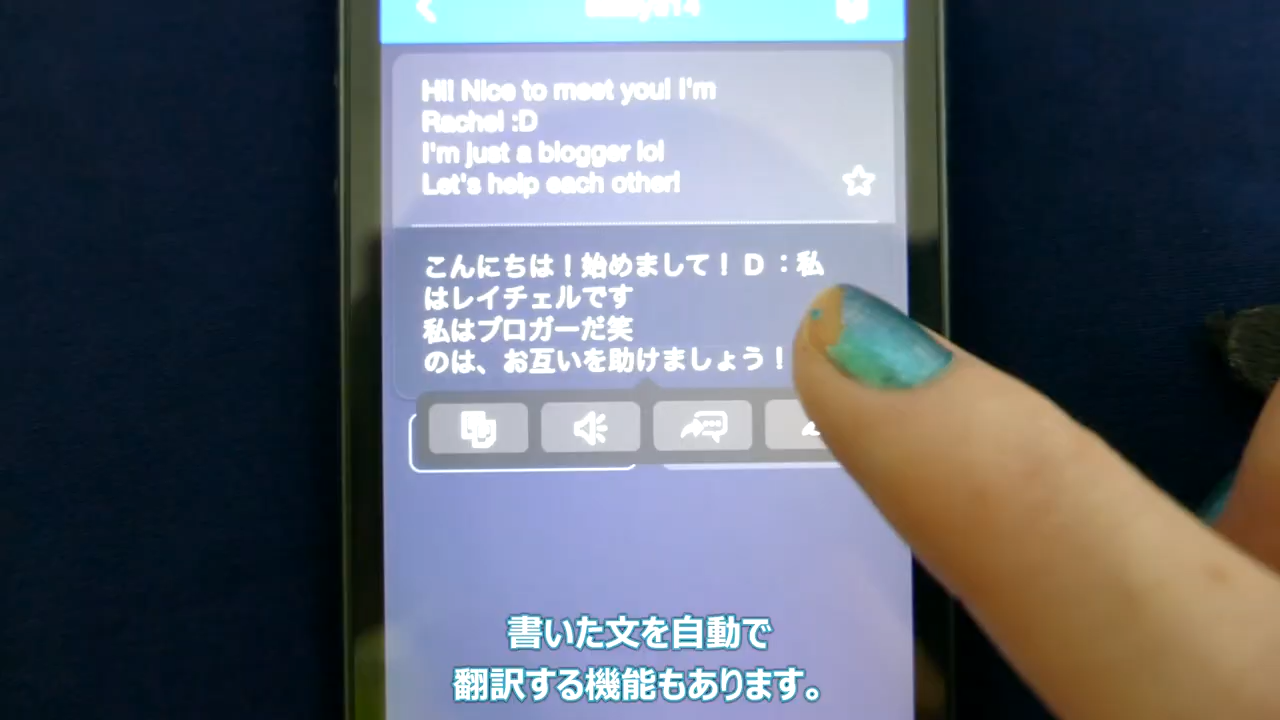 Hi! Nice to meet you! I'm
Rachel :D
I'm just a blogger lol
Let's help each other!
こんにちは！始めまして！Ｄ：私
はレイチェルです
私はブロガーだ笑
のは、お互いを助けましょう！
書いた文を自動で
翻訳する機能もあります。